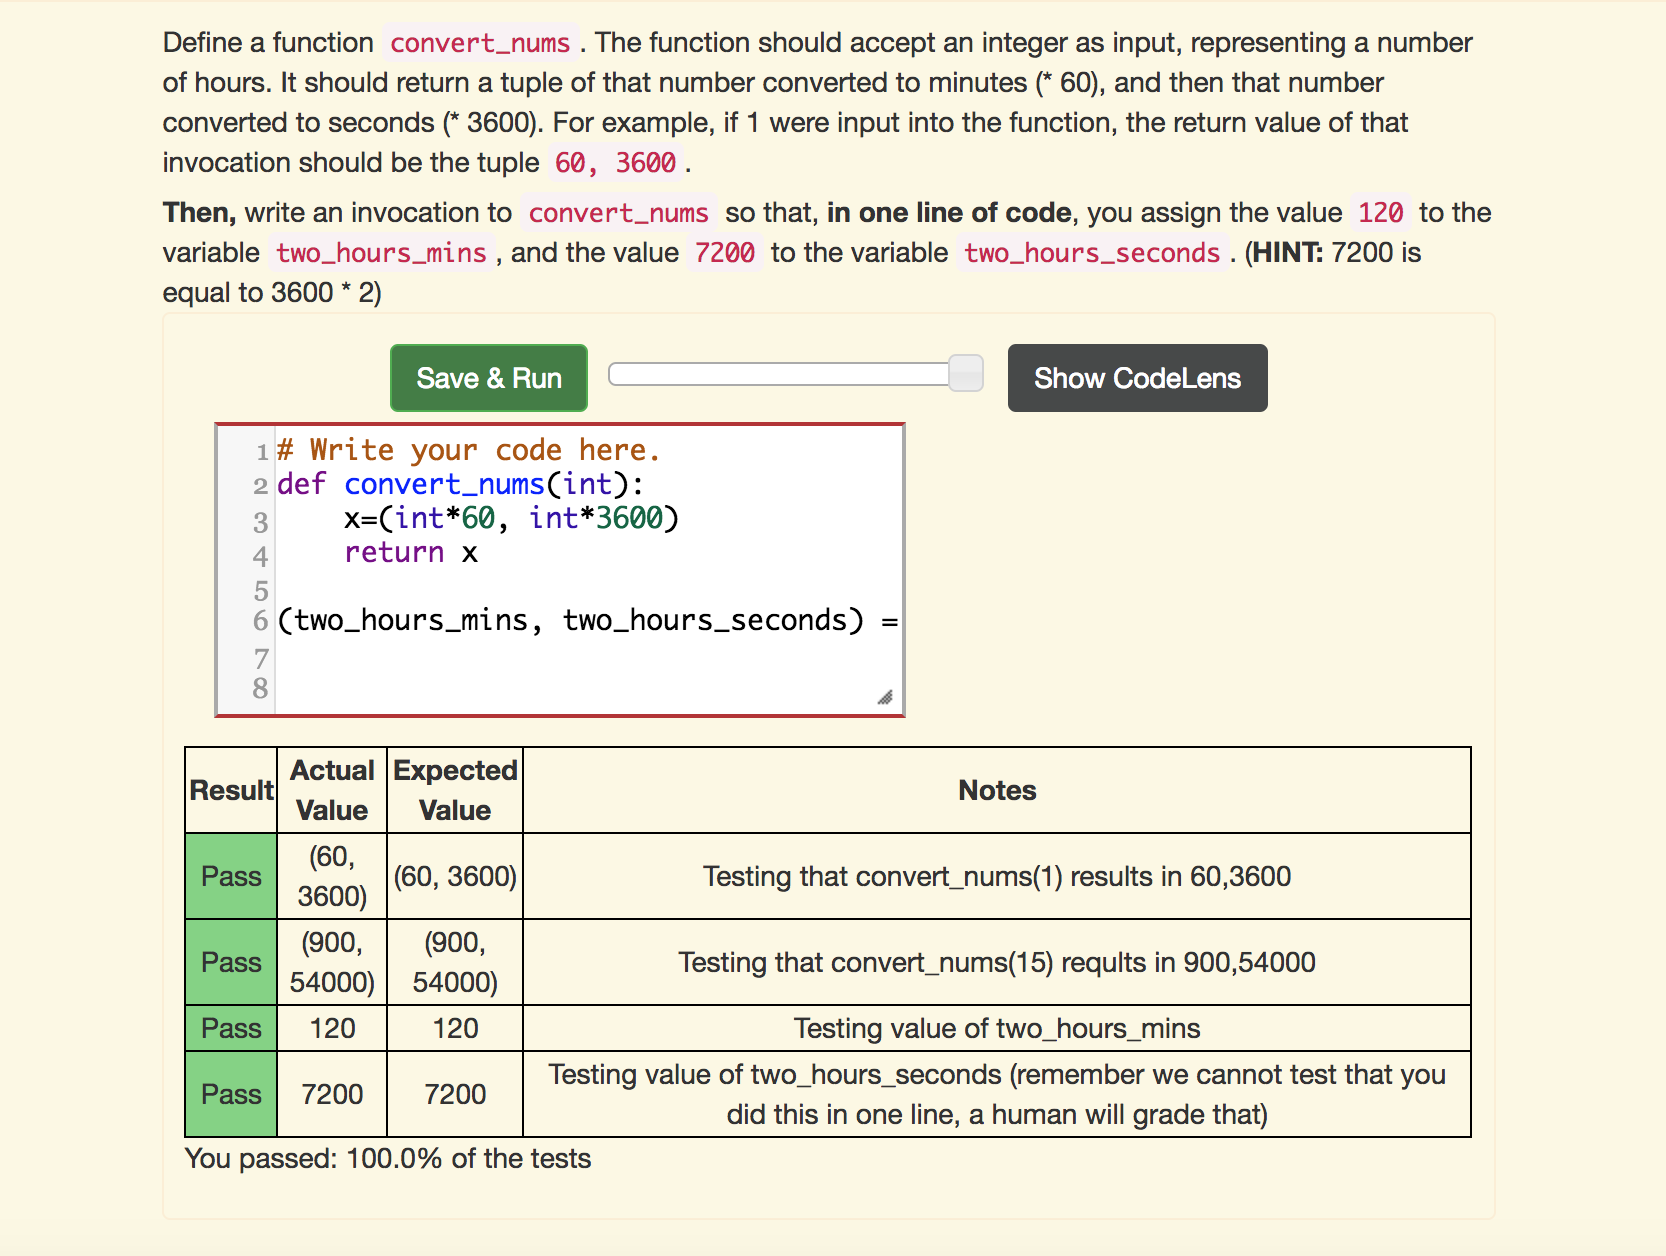 Define a function convert_nums . The function should accept an integer as input, representing a number
of hours. It should return a tuple of that number converted to minutes (* 60), and then that number
converted to seconds (* 3600). For example, if 1 were input into the function, the return value of that
invocation should be the tuple 60, 3600 .
Then, write an invocation to convert_nums so that, in one line of code, you assign the value 120 to the
variable two_hours_mins , and the value 7200 to the variable two_hours_seconds . (HINT: 7200 is
equal to 3600 * 2)
Save & Run Show CodeLens
1 # Write your code here.
2 def convert_nums(int):
3     x=(int*60, int*3600)
4     return x
5
6 (two_hours_mins, two_hours_seconds) =
7
8
Result Actual Value Expected Value Notes
Pass (60, 3600) (60, 3600) Testing that convert_nums(1) results in 60,3600
Pass (900, 54000) (900, 54000) Testing that convert_nums(15) reqults in 900,54000
Pass 120 120 Testing value of two_hours_mins
Pass 7200 7200 Testing value of two_hours_seconds (remember we cannot test that you
did this in one line, a human will grade that)
You passed: 100.0% of the tests